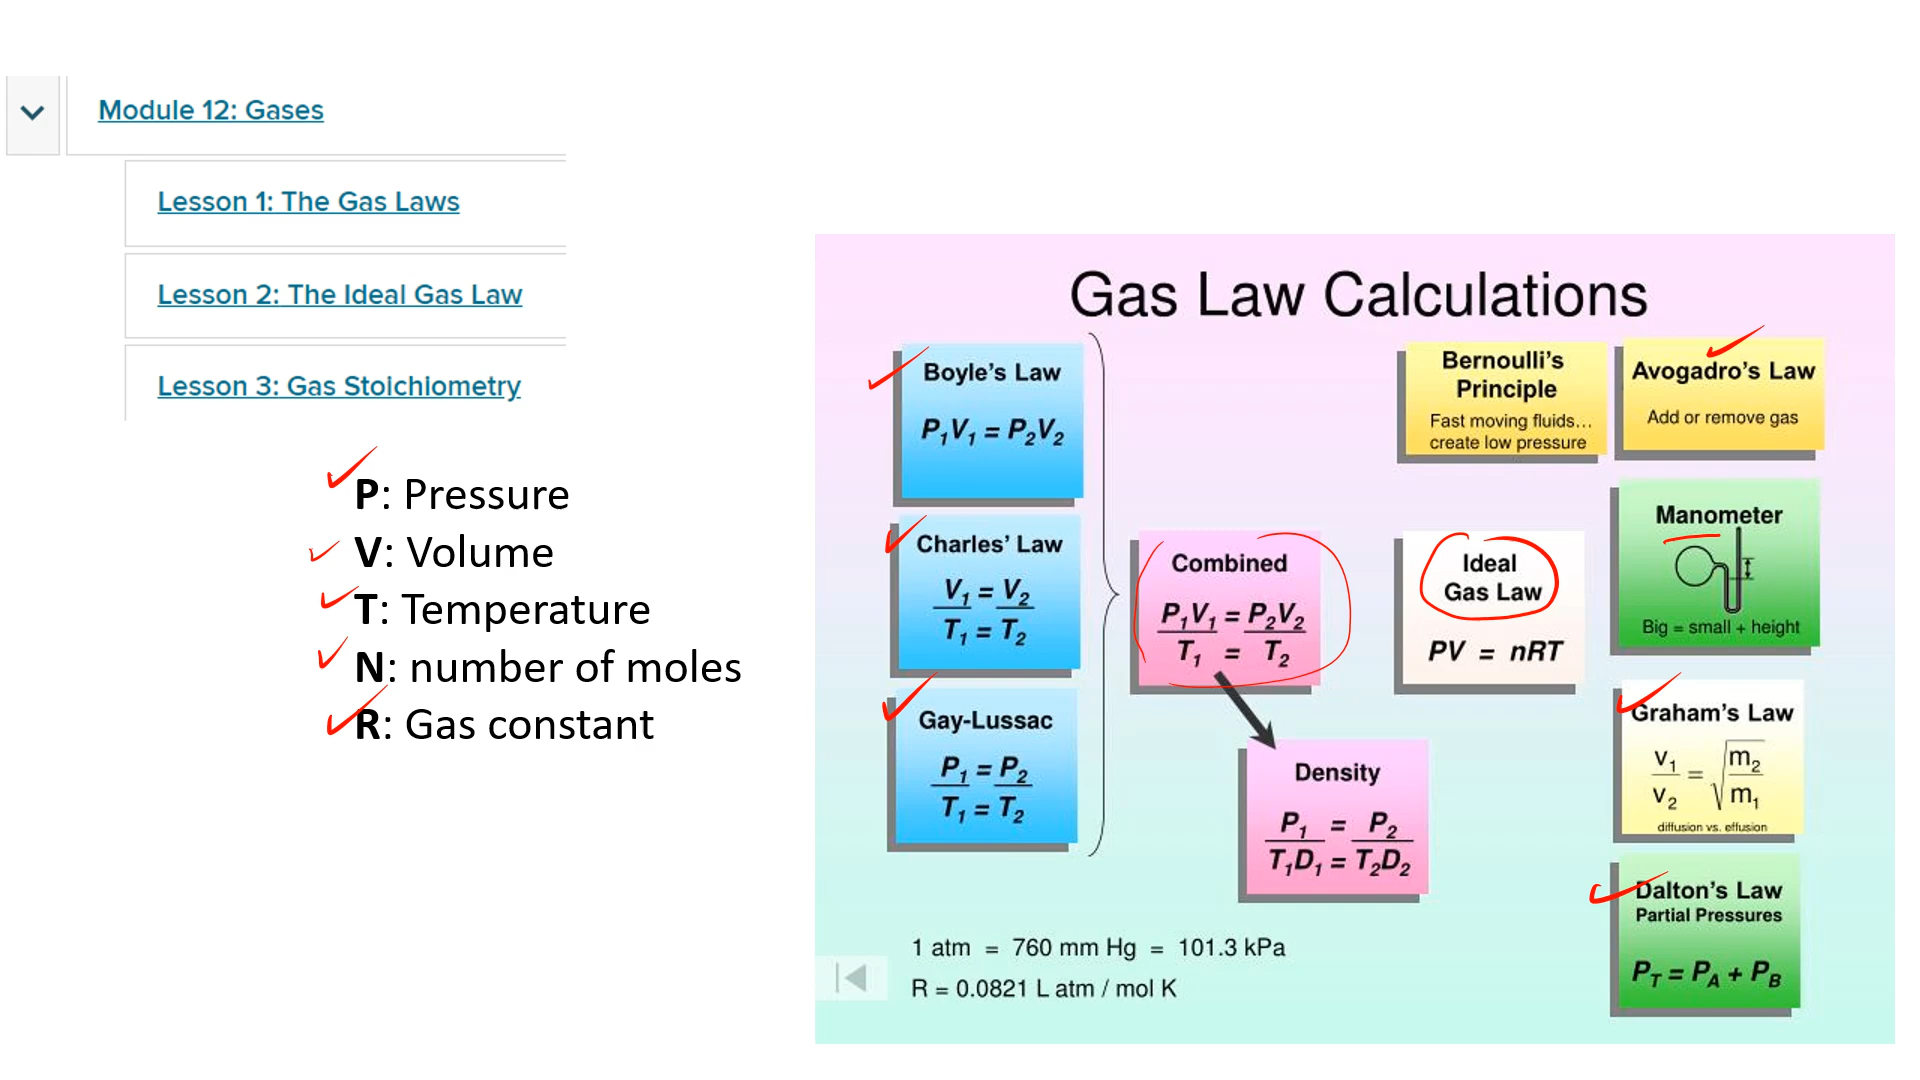 Module 12: Gases
Lesson 1: The Gas Laws
Lesson 2: The Ideal Gas Law
Lesson 3: Gas Stoichiometry
P: Pressure
V: Volume
T: Temperature
N: number of moles
R: Gas constant
Gas Law Calculations
Boyle's Law
P₁V₁ = P₂V₂
Charles' Law
V₁ = V₂
T₁ = T₂
Gay-Lussac
P₁ = P₂
T₁ = T₂
Combined
P₁V₁ = P₂V₂
T₁ = T₂
Density
P₁ = P₂
T₁D₁ = T₂D₂
Bernoulli's
Principle
Fast moving fluids…
create low pressure
Avogadro's Law
Add or remove gas
Ideal
Gas Law
PV = nRT
Manometer
Big = small + height
Graham's Law
v₁ = √m₂
v₂ m₁
diffusion vs. effusion
Dalton's Law
Partial Pressures
P_T = P_A + P_B
1 atm = 760 mm Hg = 101.3 kPa
R = 0.0821 L atm / mol K